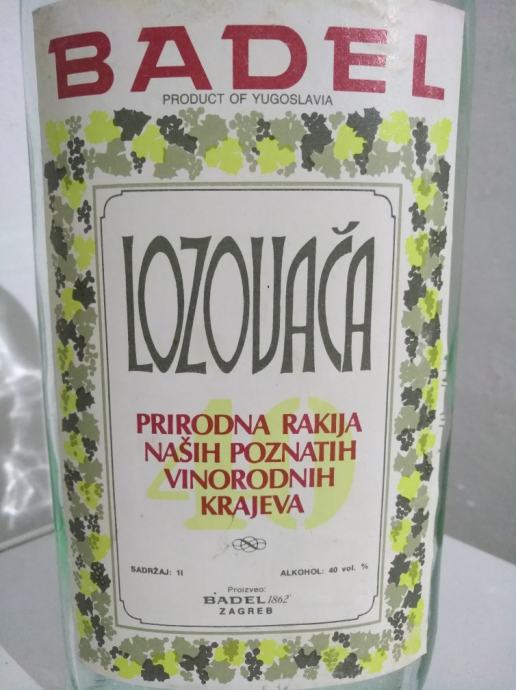 BADEL
PRODUCT OF YUGOSLAVIA
LOZOVAČA
40
PRIRODNA RAKIJA
NAŠIH POZNATIH
VINORODNIH
KRAJEVA
SADRŽAJ: 1l
ALKOHOL: 40 vol. %
Proizveo:
BADEL 1862
ZAGREB